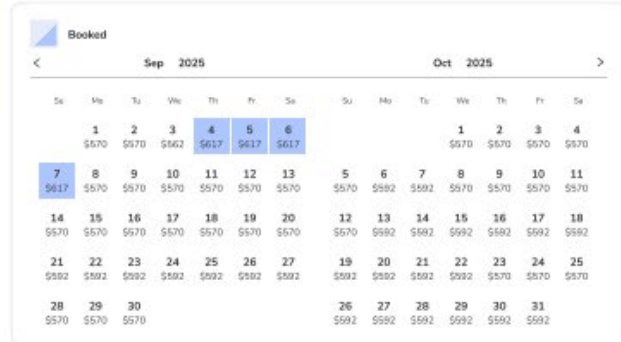 Booked
< Sep 2025 Oct 2025 >
Su Mo Tu We Th Fr Sa Su Mo Tu We Th Fr Sa
1 2 3 4 5 6 1 2 3 4
$570 $570 $562 $617 $617 $617 $570 $570 $570 $570
7 8 9 10 11 12 13 5 6 7 8 9 10 11
$617 $570 $570 $570 $570 $570 $570 $570 $592 $592 $570 $570 $570 $570
14 15 16 17 18 19 20 12 13 14 15 16 17 18
$570 $570 $570 $570 $570 $570 $570 $570 $592 $592 $592 $592 $592 $592
21 22 23 24 25 26 27 19 20 21 22 23 24 25
$592 $592 $592 $592 $592 $592 $592 $592 $592 $592 $592 $570 $570 $570
28 29 30 26 27 28 29 30 31
$570 $570 $570 $592 $592 $592 $592 $592 $592